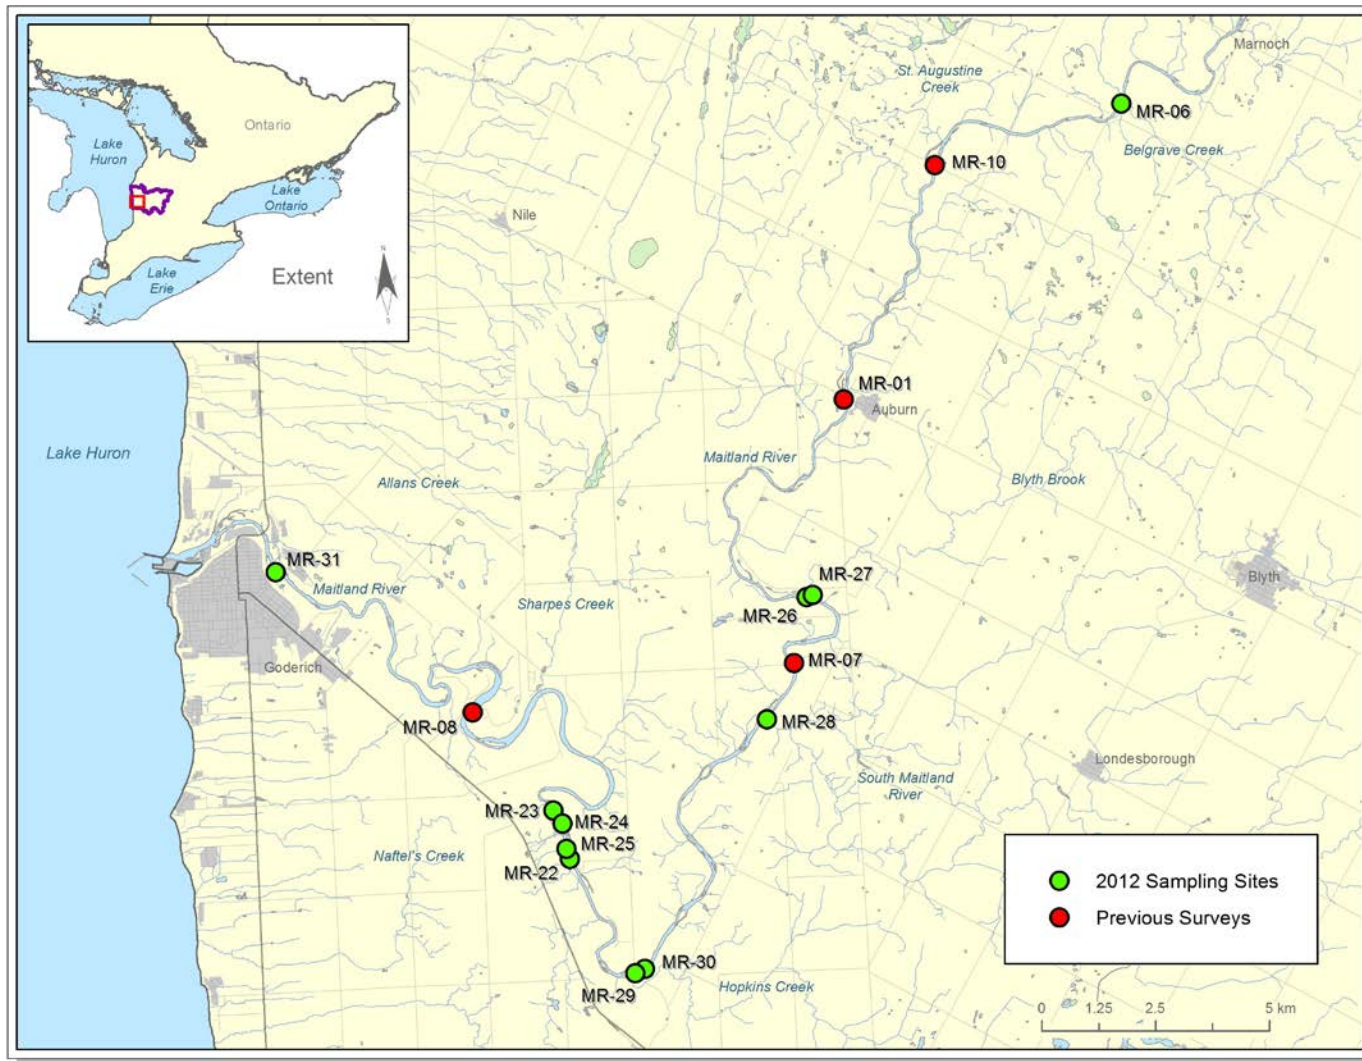 Marnoch
St. Augustine
Creek
MR-06
Ontario
Lake
Huron
Belgrave Creek
MR-10
Lake
Ontario
Nile
N
Lake
Erie
Extent
S
MR-01
Auburn
Lake Huron
Maitland River
Allans Creek
Blyth Brook
MR-31
MR-27
Blyth
Maitland River
Sharpes Creek
MR-26
Goderich
MR-07
MR-08
MR-28
Londesborough
South Maitland
River
MR-23
MR-24
MR-25
Naftel's Creek
MR-22
2012 Sampling Sites
Previous Surveys
MR-30
Hopkins Creek
MR-29
0 1.25 2.5 5 km